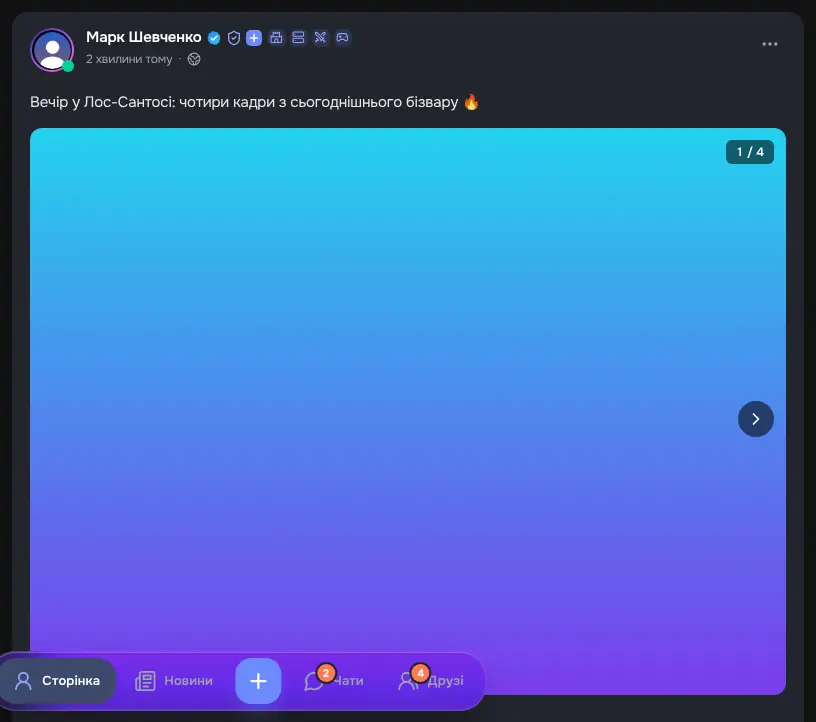 Марк Шевченко
2 хвилини тому ·
Вечір у Лос-Сантосі: чотири кадри з сьогоднішнього бізвару 🔥
1 / 4
Сторінка
Новини
2
Чати
4
Друзі